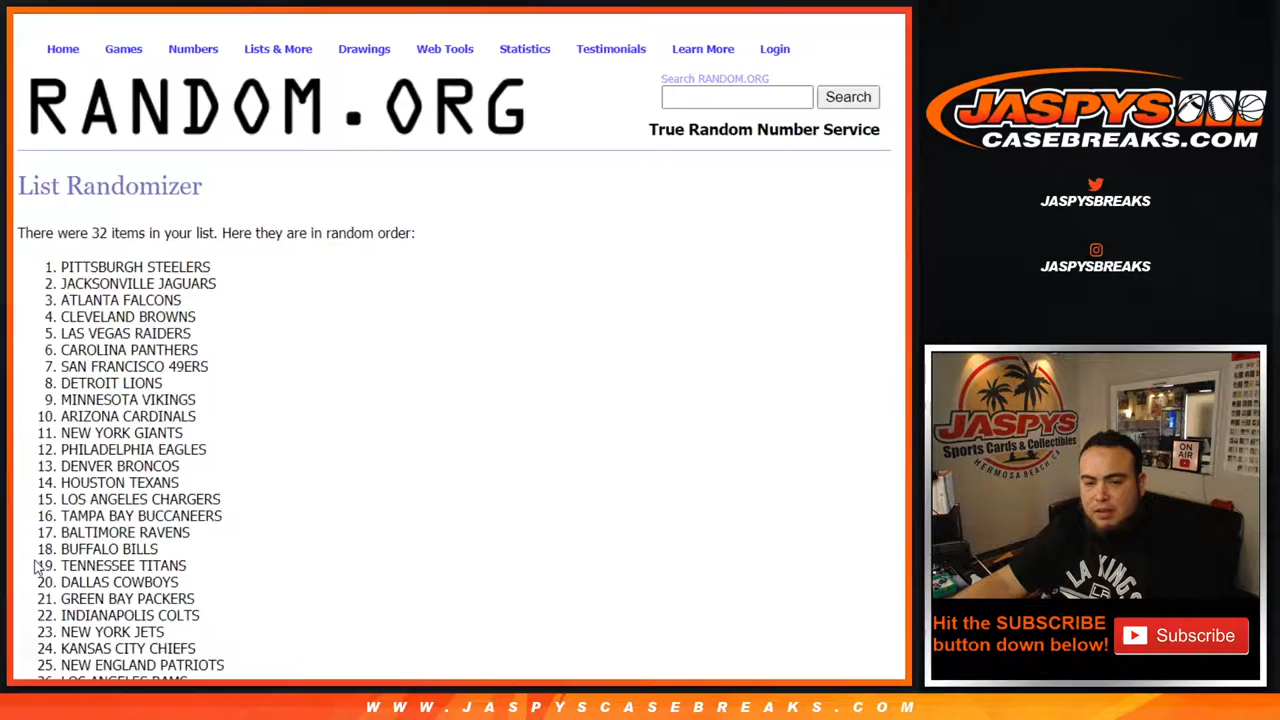 Home Games Numbers Lists & More Drawings Web Tools Statistics Testimonials Learn More Login
RANDOM.ORG
Search RANDOM.ORG
Search
True Random Number Service
List Randomizer
There were 32 items in your list. Here they are in random order:
1. PITTSBURGH STEELERS
2. JACKSONVILLE JAGUARS
3. ATLANTA FALCONS
4. CLEVELAND BROWNS
5. LAS VEGAS RAIDERS
6. CAROLINA PANTHERS
7. SAN FRANCISCO 49ERS
8. DETROIT LIONS
9. MINNESOTA VIKINGS
10. ARIZONA CARDINALS
11. NEW YORK GIANTS
12. PHILADELPHIA EAGLES
13. DENVER BRONCOS
14. HOUSTON TEXANS
15. LOS ANGELES CHARGERS
16. TAMPA BAY BUCCANEERS
17. BALTIMORE RAVENS
18. BUFFALO BILLS
19. TENNESSEE TITANS
20. DALLAS COWBOYS
21. GREEN BAY PACKERS
22. INDIANAPOLIS COLTS
23. NEW YORK JETS
24. KANSAS CITY CHIEFS
25. NEW ENGLAND PATRIOTS
26. LOS ANGELES RAMS
JASPYS
CASEBREAKS.COM
JASPYSBREAKS
JASPYSBREAKS
JASPYS
Sports Cards & Collectibles
HERMOSA BEACH, CA
ON
AIR
LA KINGS
Hit the SUBSCRIBE
button down below!
Subscribe
WWW.JASPYSCASEBREAKS.COM